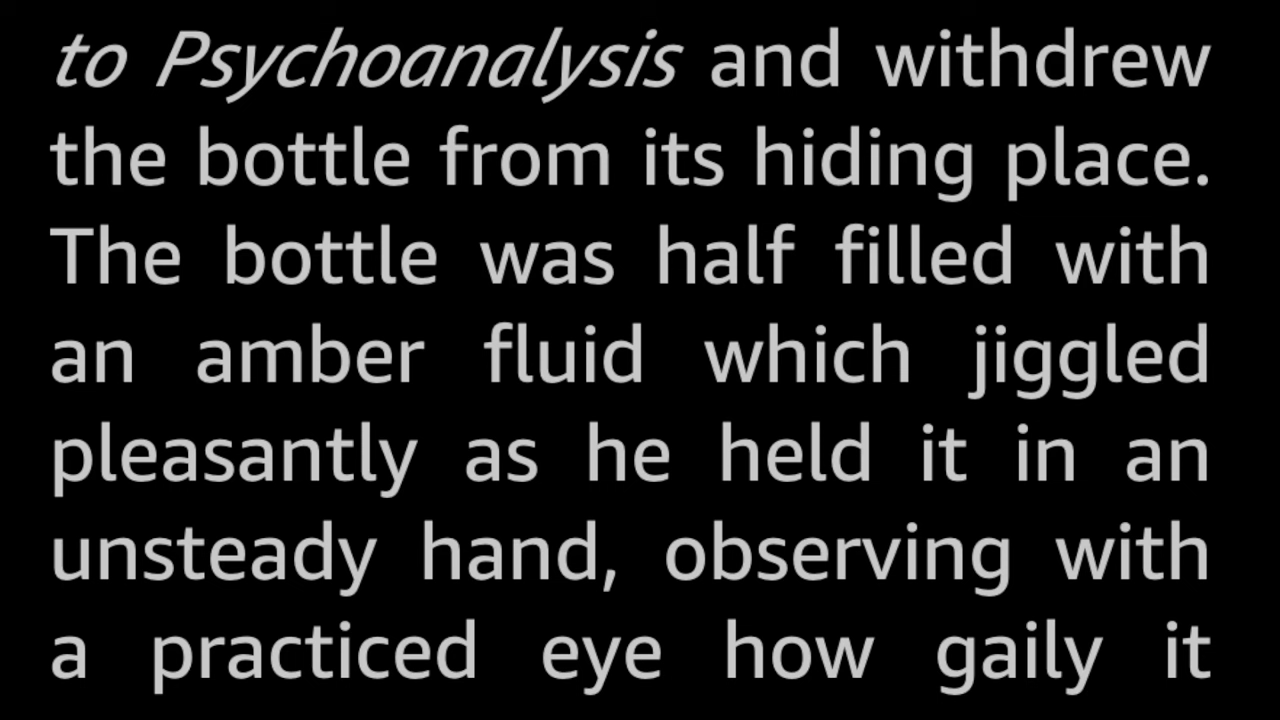 to Psychoanalysis and withdrew
the bottle from its hiding place.
The bottle was half filled with
an amber fluid which jiggled
pleasantly as he held it in an
unsteady hand, observing with
a practiced eye how gaily it